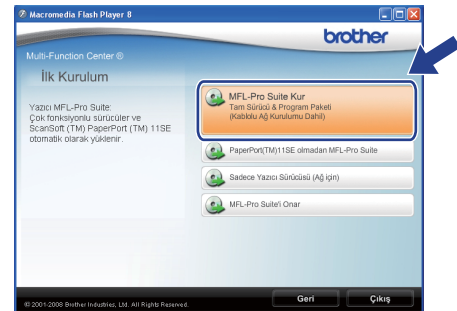 Macromedia Flash Player 8
brother
Multi-Function Center ®
İlk Kurulum
Yazıcı MFL-Pro Suite:
Çok fonksiyonlu sürücüler ve
ScanSoft (TM) PaperPort (TM) 11SE
otomatik olarak yüklenir.
MFL-Pro Suite Kur
Tam Sürücü & Program Paketi
(Kablolu Ağ Kurulumu Dahil)
PaperPort(TM)11SE olmadan MFL-Pro Suite
Sadece Yazıcı Sürücüsü (Ağ için)
MFL-Pro Suite'i Onar
© 2001-2008 Brother Industries, Ltd. All Rights Reserved.
Geri
Çıkış